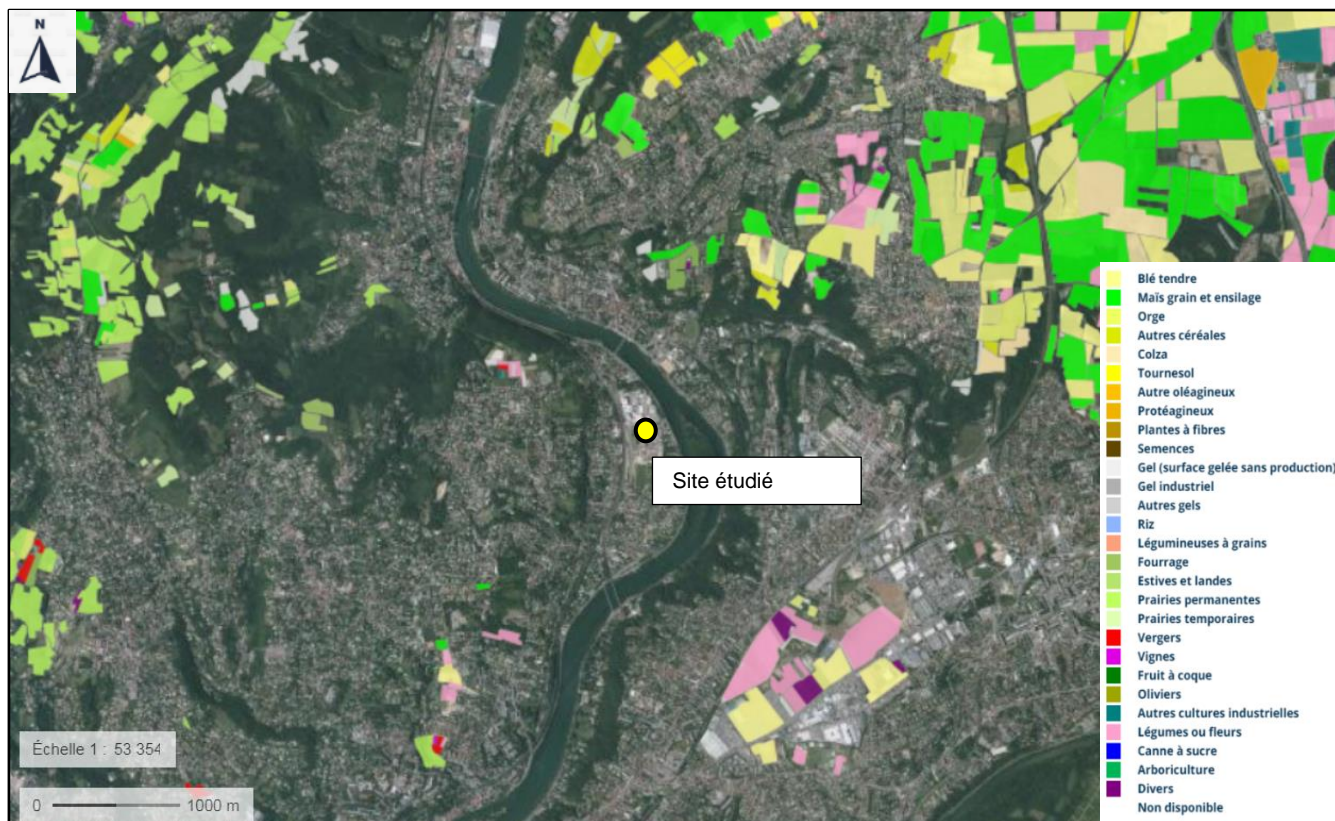 N
Site étudié
Échelle 1 : 53 354
0 1000 m
Blé tendre
Maïs grain et ensilage
Orge
Autres céréales
Colza
Tournesol
Autre oléagineux
Protéagineux
Plantes à fibres
Semences
Gel (surface gelée sans production)
Gel industriel
Autres gels
Riz
Légumineuses à grains
Fourrage
Estives et landes
Prairies permanentes
Prairies temporaires
Vergers
Vignes
Fruit à coque
Oliviers
Autres cultures industrielles
Légumes ou fleurs
Canne à sucre
Arboriculture
Divers
Non disponible